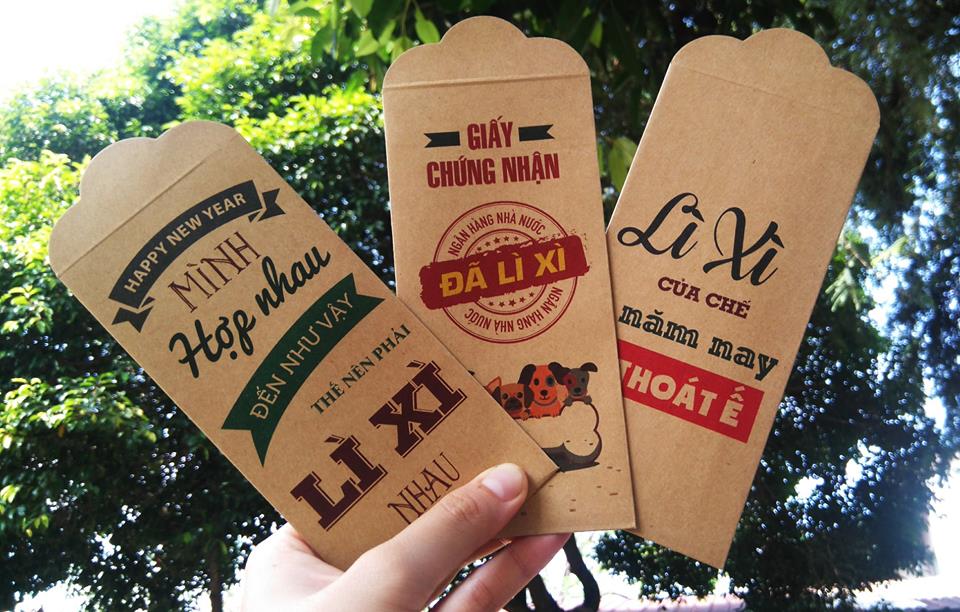 HAPPY NEW YEAR
MÌNH
Hợp nhau
ĐẾN NHƯ VẬY
THẾ NÊN PHẢI
LÌ XÌ
NHAU
GIẤY
CHỨNG NHẬN
NGÂN HÀNG NHÀ NƯỚC
ĐÃ LÌ XÌ
NGÂN HÀNG NHÀ NƯỚC
Lì Xì
CỦA CHẾ
năm nay
THOÁT Ế